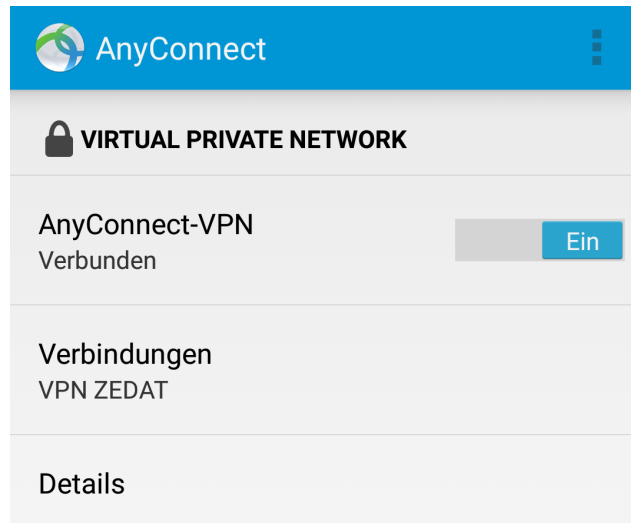 AnyConnect
VIRTUAL PRIVATE NETWORK
AnyConnect-VPN
Verbunden
Ein
Verbindungen
VPN ZEDAT
Details